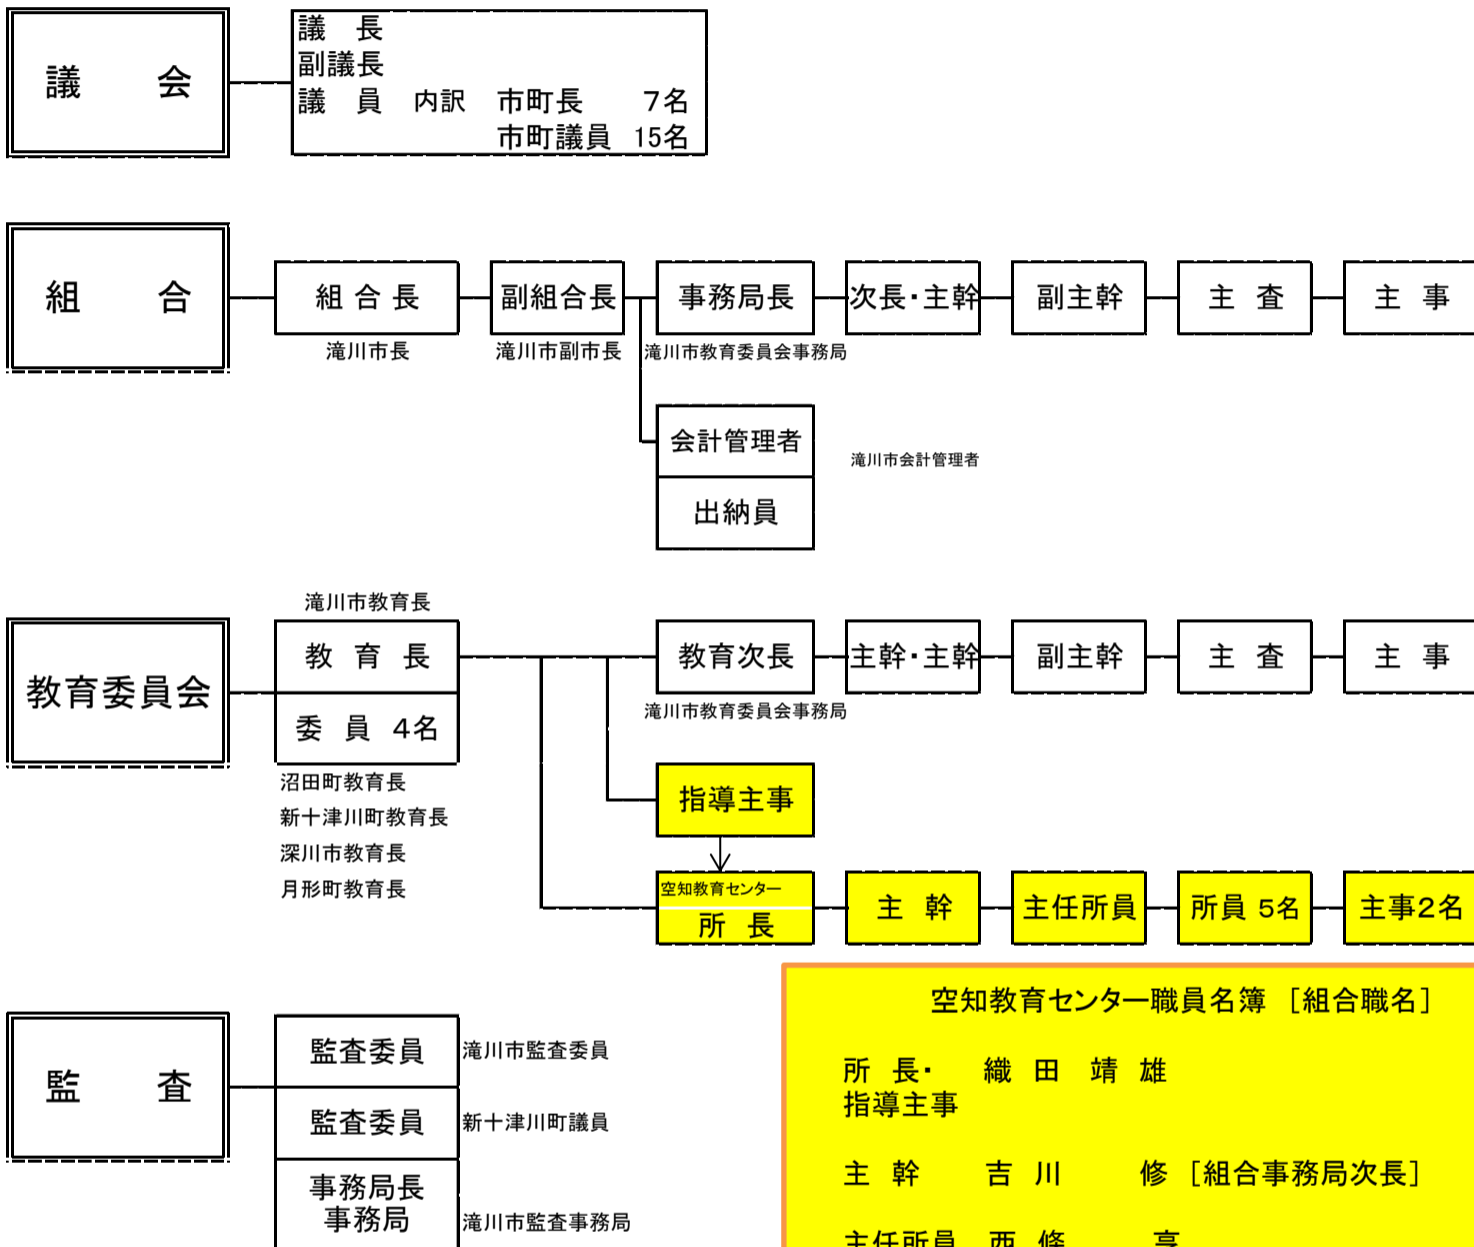 議 会
議 長
副議長
議 員 内訳 市町長 7名
市町議員 15名
組 合
組 合 長
副組合長
事務局長
次長・主幹
副主幹
主 査
主 事
滝川市長
滝川市副市長
滝川市教育委員会事務局
会計管理者
滝川市会計管理者
出納員
滝川市教育長
教育委員会
教 育 長
教育次長
主幹・主幹
副主幹
主 査
主 事
委 員 4名
滝川市教育委員会事務局
沼田町教育長
新十津川町教育長
深川市教育長
月形町教育長
指導主事
空知教育センター
所 長
主 幹
主任所員
所員 5名
主事2名
監 査
監査委員
滝川市監査委員
監査委員
新十津川町議員
事務局長
事務局
滝川市監査事務局
空知教育センター職員名簿 [組合職名]
所 長・ 織 田 靖 雄
指導主事
主 幹 吉 川 修 [組合事務局次長]
主任所員 西 條